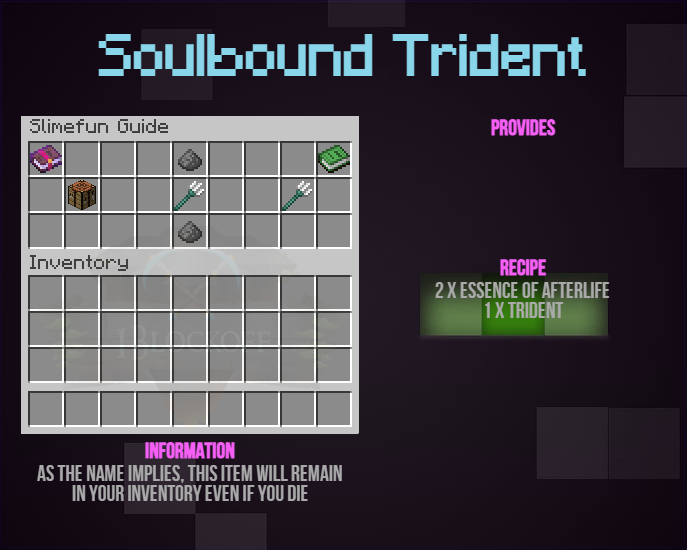 Soulbound Trident
Slimefun Guide
PROVIDES
Inventory
RECIPE
2 X ESSENCE OF AFTERLIFE
1 X TRIDENT
INFORMATION
AS THE NAME IMPLIES, THIS ITEM WILL REMAIN
IN YOUR INVENTORY EVEN IF YOU DIE